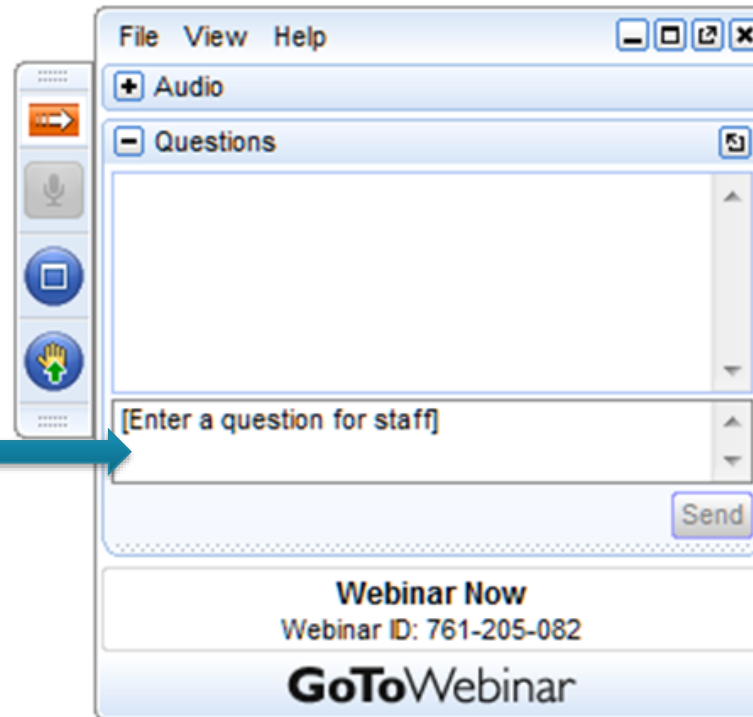 File View Help
Audio
Questions
[Enter a question for staff]
Send
Webinar Now
Webinar ID: 761-205-082
GoToWebinar